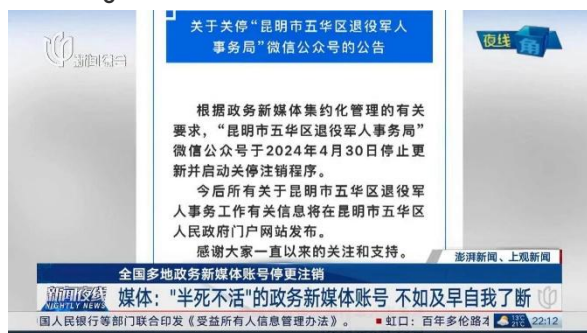 关于关停“昆明市五华区退役军人
事务局”微信公众号的公告
新闻综合
夜线
角
根据政务新媒体集约化管理的有关
要求，“昆明市五华区退役军人事务局”
微信公众号于2024年4月30日停止更
新并启动关停注销程序。
今后所有关于昆明市五华区退役军
人事务工作有关信息将在昆明市五华区
人民政府门户网站发布。
感谢大家一直以来的关注和支持。
澎湃新闻、上观新闻
全国多地政务新媒体账号停更注销
新闻夜线
NIGHTLY NEWS
媒体："半死不活"的政务新媒体账号 不如及早自我了断
国人民银行等部门联合印发《受益所有人信息管理办法》。 ■虹口：百年多伦路 22:12